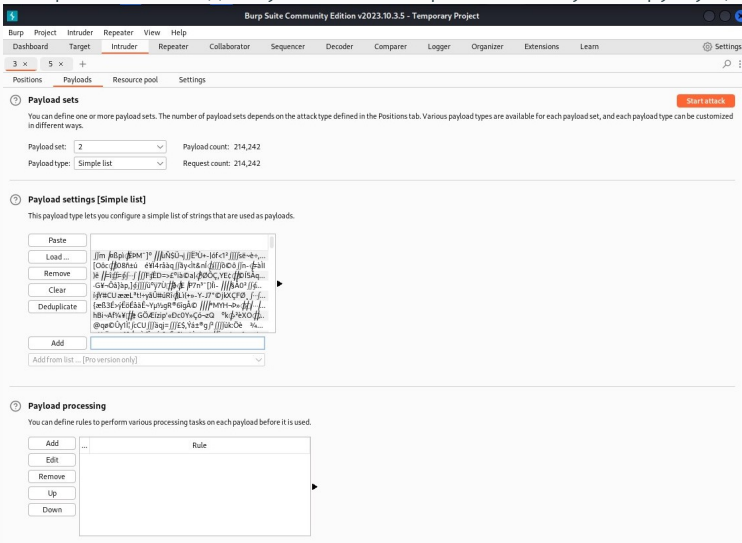 Burp Suite Community Edition v2023.10.3.5 - Temporary Project
Burp Project Intruder Repeater View Help
Dashboard Target Intruder Repeater Collaborator Sequencer Decoder Comparer Logger Organizer Extensions Learn Settings
3 × 5 × +
Positions Payloads Resource pool Settings
? Payload sets Start attack
You can define one or more payload sets. The number of payload sets depends on the attack type defined in the Positions tab. Various payload types are available for each payload set, and each payload type can be customized
in different ways.
Payload set: 2 Payload count: 214,242
Payload type: Simple list Request count: 214,242
? Payload settings [Simple list]
This payload type lets you configure a simple list of strings that are used as payloads.
Paste
Load ...
Remove
Clear
Deduplicate
Add
Add from list ... [Pro version only]
? Payload processing
You can define rules to perform various processing tasks on each payload before it is used.
Add ... Rule
Edit
Remove
Up
Down